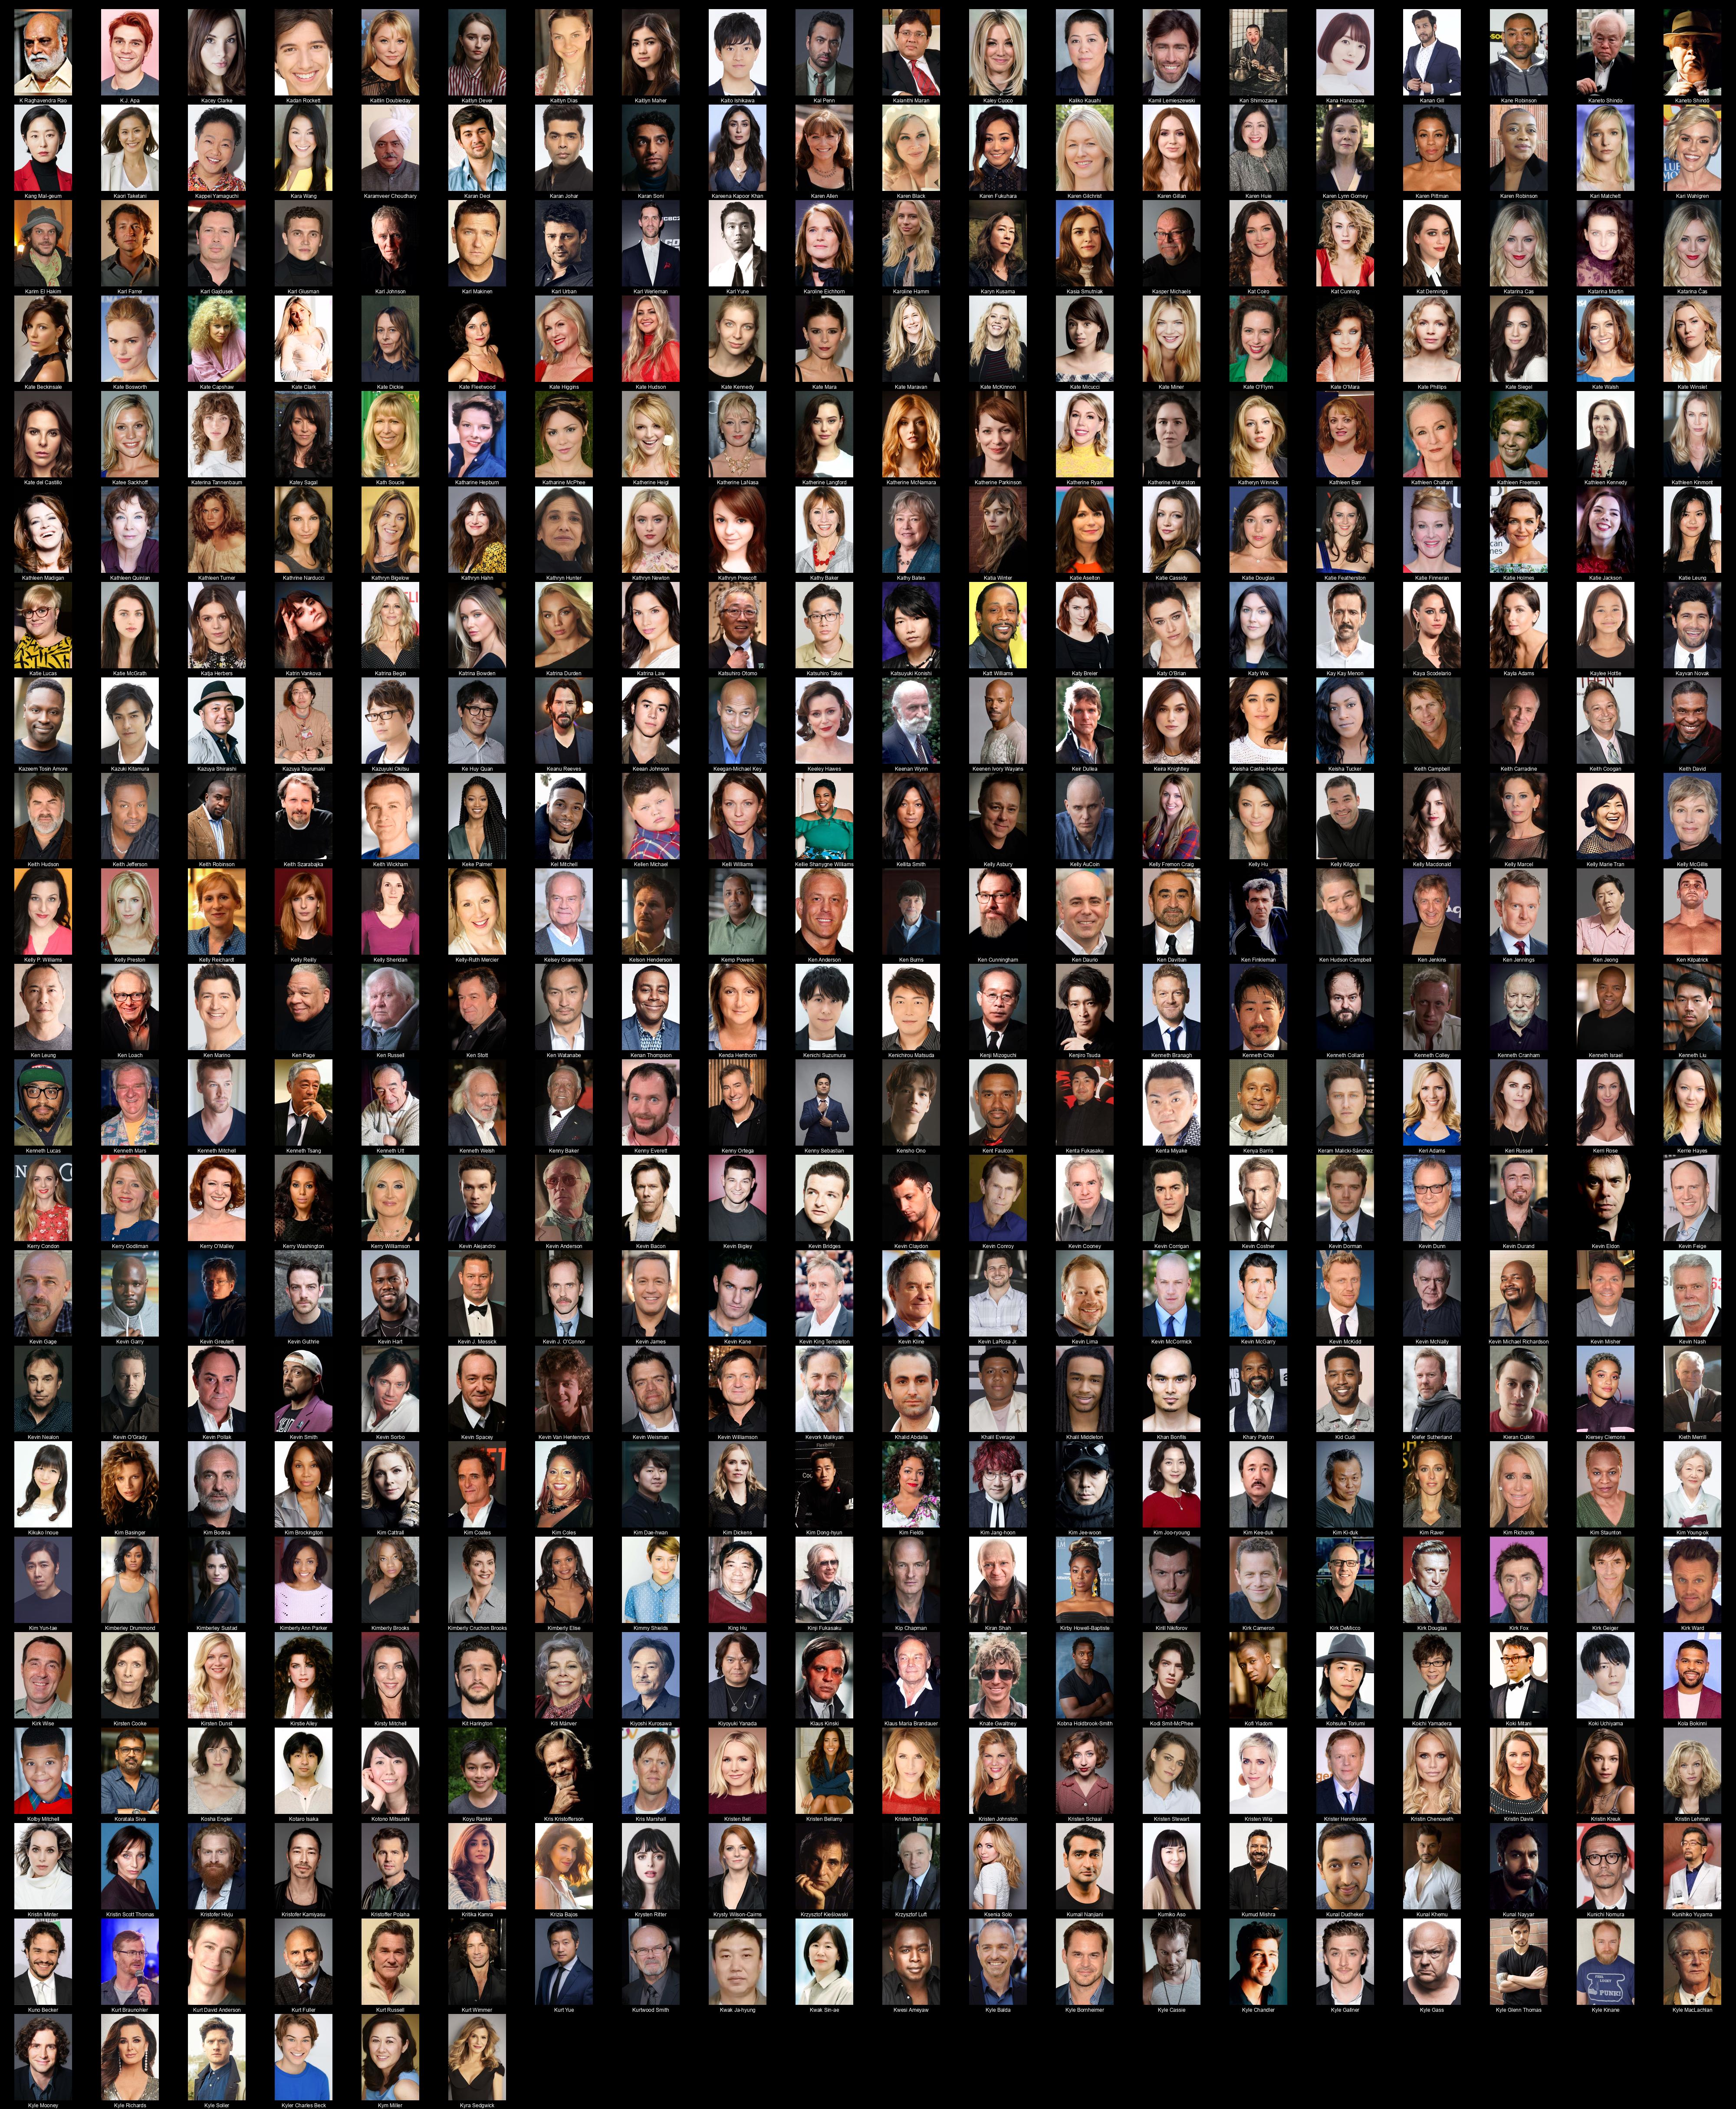 K Raghavendra Rao K.J. Apa Kacey Clarke Kadan Rockett Kaitlin Doubleday Kaitlyn Dever Kaitlyn Dias Kaitlyn Maher Kaito Ishikawa Kal Penn Kalanithi Maran Kaley Cuoco Kaliko Kauahi Kamil Lemieszewski Kan Shimozawa Kana Hanazawa Kanan Gill Kane Robinson Kaneto Shindo Kaneto Shindō
Kang Mal-geum Kaori Taketani Kappei Yamaguchi Kara Wang Karamveer Choudhary Karan Deol Karan Johar Karan Soni Kareena Kapoor Khan Karen Allen Karen Black Karen Fukuhara Karen Gilchrist Karen Gillan Karen Huie Karen Lynn Gorney Karen Pittman Karen Robinson Kari Matchett Kari Wahlgren
Karim El Hakim Karl Farrer Karl Gajdusek Karl Glusman Karl Johnson Karl Makinen Karl Urban Karl Werleman Karl Yune Karoline Eichhorn Karoline Hamm Karyn Kusama Kasia Smutniak Kasper Michaels Kat Coiro Kat Cunning Kat Dennings Katarina Cas Katarina Martin Katarina Čas
Kate Beckinsale Kate Bosworth Kate Capshaw Kate Clark Kate Dickie Kate Fleetwood Kate Higgins Kate Hudson Kate Kennedy Kate Mara Kate Maravan Kate McKinnon Kate Micucci Kate Miner Kate O'Flynn Kate O'Mara Kate Phillips Kate Siegel Kate Walsh Kate Winslet
Kate del Castillo Katee Sackhoff Katerina Tannenbaum Katey Sagal Kath Soucie Katharine Hepburn Katharine McPhee Katherine Heigl Katherine LaNasa Katherine Langford Katherine McNamara Katherine Parkinson Katherine Ryan Katherine Waterston Katheryn Winnick Kathleen Barr Kathleen Chalfant Kathleen Freeman Kathleen Kennedy Kathleen Kinmont
Kathleen Madigan Kathleen Quinlan Kathleen Turner Kathrine Narducci Kathryn Bigelow Kathryn Hahn Kathryn Hunter Kathryn Newton Kathryn Prescott Kathy Baker Kathy Bates Katia Winter Katie Aselton Katie Cassidy Katie Douglas Katie Featherston Katie Finneran Katie Holmes Katie Jackson Katie Leung
Katie Lucas Katie McGrath Katja Herbers Katrin Vankova Katrina Begin Katrina Bowden Katrina Durden Katrina Law Katsuhiro Otomo Katsuhiro Takei Katsuyuki Konishi Katt Williams Katy Breier Katy O'Brian Katy Wix Kay Kay Menon Kaya Scodelario Kayla Adams Kaylee Hottle Kayvan Novak
Kazeem Tosin Amore Kazuki Kitamura Kazuya Shiraishi Kazuya Tsurumaki Kazuyuki Okitsu Ke Huy Quan Keanu Reeves Keean Johnson Keegan-Michael Key Keeley Hawes Keenan Wynn Keenen Ivory Wayans Keir Dullea Keira Knightley Keisha Castle-Hughes Keisha Tucker Keith Campbell Keith Carradine Keith Coogan Keith David
Keith Hudson Keith Jefferson Keith Robinson Keith Szarabajka Keith Wickham Keke Palmer Kel Mitchell Kellen Michael Kelli Williams Kellie Shanygne Williams Kellita Smith Kelly Asbury Kelly AuCoin Kelly Fremon Craig Kelly Hu Kelly Kilgour Kelly Macdonald Kelly Marcel Kelly Marie Tran Kelly McGillis
Kelly P. Williams Kelly Preston Kelly Reichardt Kelly Reilly Kelly Sheridan Kelly-Ruth Mercier Kelsey Grammer Kelson Henderson Kemp Powers Ken Anderson Ken Burns Ken Cunningham Ken Daurio Ken Davitian Ken Finkleman Ken Hudson Campbell Ken Jenkins Ken Jennings Ken Jeong Ken Kilpatrick
Ken Leung Ken Loach Ken Marino Ken Page Ken Russell Ken Stott Ken Watanabe Kenan Thompson Kenda Henthorn Kenichi Suzumura Kenichirou Matsuda Kenji Mizoguchi Kenjiro Tsuda Kenneth Branagh Kenneth Choi Kenneth Collard Kenneth Colley Kenneth Cranham Kenneth Israel Kenneth Liu
Kenneth Lucas Kenneth Mars Kenneth Mitchell Kenneth Tsang Kenneth Utt Kenneth Welsh Kenny Baker Kenny Everett Kenny Ortega Kenny Sebastian Kensho Ono Kent Faulcon Kenta Fukasaku Kenta Miyake Kenya Barris Keram Malicki-Sánchez Keri Adams Keri Russell Kerri Rose Kerrie Hayes
Kerry Condon Kerry Godliman Kerry O'Malley Kerry Washington Kerry Williamson Kevin Alejandro Kevin Anderson Kevin Bacon Kevin Bigley Kevin Bridges Kevin Claydon Kevin Conroy Kevin Cooney Kevin Corrigan Kevin Costner Kevin Dorman Kevin Dunn Kevin Durand Kevin Eldon Kevin Feige
Kevin Gage Kevin Garry Kevin Greutert Kevin Guthrie Kevin Hart Kevin J. Messick Kevin J. O'Connor Kevin James Kevin Kane Kevin King Templeton Kevin Kline Kevin LaRosa Jr. Kevin Lima Kevin McCormick Kevin McGarry Kevin McKidd Kevin McNally Kevin Michael Richardson Kevin Misher Kevin Nash
Kevin Nealon Kevin O'Grady Kevin Pollak Kevin Smith Kevin Sorbo Kevin Spacey Kevin Van Hentenryck Kevin Weisman Kevin Williamson Kevork Malikyan Khalid Abdalla Khalil Everage Khalil Middleton Khan Bonfils Khary Payton Kid Cudi Kiefer Sutherland Kieran Culkin Kiersey Clemons Kieth Merrill
Kikuko Inoue Kim Basinger Kim Bodnia Kim Brockington Kim Cattrall Kim Coates Kim Coles Kim Dae-hwan Kim Dickens Kim Dong-hyun Kim Fields Kim Jang-hoon Kim Jee-woon Kim Joo-ryoung Kim Kee-duk Kim Ki-duk Kim Raver Kim Richards Kim Staunton Kim Young-ok
Kim Yun-tae Kimberley Drummond Kimberley Sustad Kimberly Ann Parker Kimberly Brooks Kimberly Cruchon Brooks Kimberly Elise Kimmy Shields King Hu Kinji Fukasaku Kip Chapman Kiran Shah Kirby Howell-Baptiste Kirill Nikiforov Kirk Cameron Kirk DeMicco Kirk Douglas Kirk Fox Kirk Geiger Kirk Ward
Kirk Wise Kirsten Cooke Kirsten Dunst Kirstie Alley Kirsty Mitchell Kit Harington Kiti Mánver Kiyoshi Kurosawa Kiyoyuki Yanada Klaus Kinski Klaus Maria Brandauer Knate Gwaltney Kobna Holdbrook-Smith Kodi Smit-McPhee Kofi Yiadom Kohsuke Toriumi Koichi Yamadera Koki Mitani Koki Uchiyama Kola Bokinni
Kolby Mitchell Koratala Siva Kosha Engler Kotaro Isaka Kotono Mitsuishi Koyu Rankin Kris Kristofferson Kris Marshall Kristen Bell Kristen Bellamy Kristen Dalton Kristen Johnston Kristen Schaal Kristen Stewart Kristen Wiig Krister Henriksson Kristin Chenoweth Kristin Davis Kristin Kreuk Kristin Lehman
Kristin Minter Kristin Scott Thomas Kristofer Hivju Kristofer Kamiyasu Kristoffer Polaha Kritika Kamra Krizia Bajos Krysten Ritter Krysty Wilson-Cairns Krzysztof Kieślowski Krzysztof Luft Ksenia Solo Kumail Nanjiani Kumiko Aso Kumud Mishra Kunal Dudheker Kunal Khemu Kunal Nayyar Kunichi Nomura Kunihiko Yuyama
Kuno Becker Kurt Braunohler Kurt David Anderson Kurt Fuller Kurt Russell Kurt Wimmer Kurt Yue Kurtwood Smith Kwak Ja-hyung Kwak Sin-ae Kwesi Ameyaw Kyle Balda Kyle Bornheimer Kyle Cassie Kyle Chandler Kyle Gallner Kyle Gass Kyle Glenn Thomas Kyle Kinane Kyle MacLachlan
Kyle Mooney Kyle Richards Kyle Soller Kyler Charles Beck Kym Miller Kyra Sedgwick